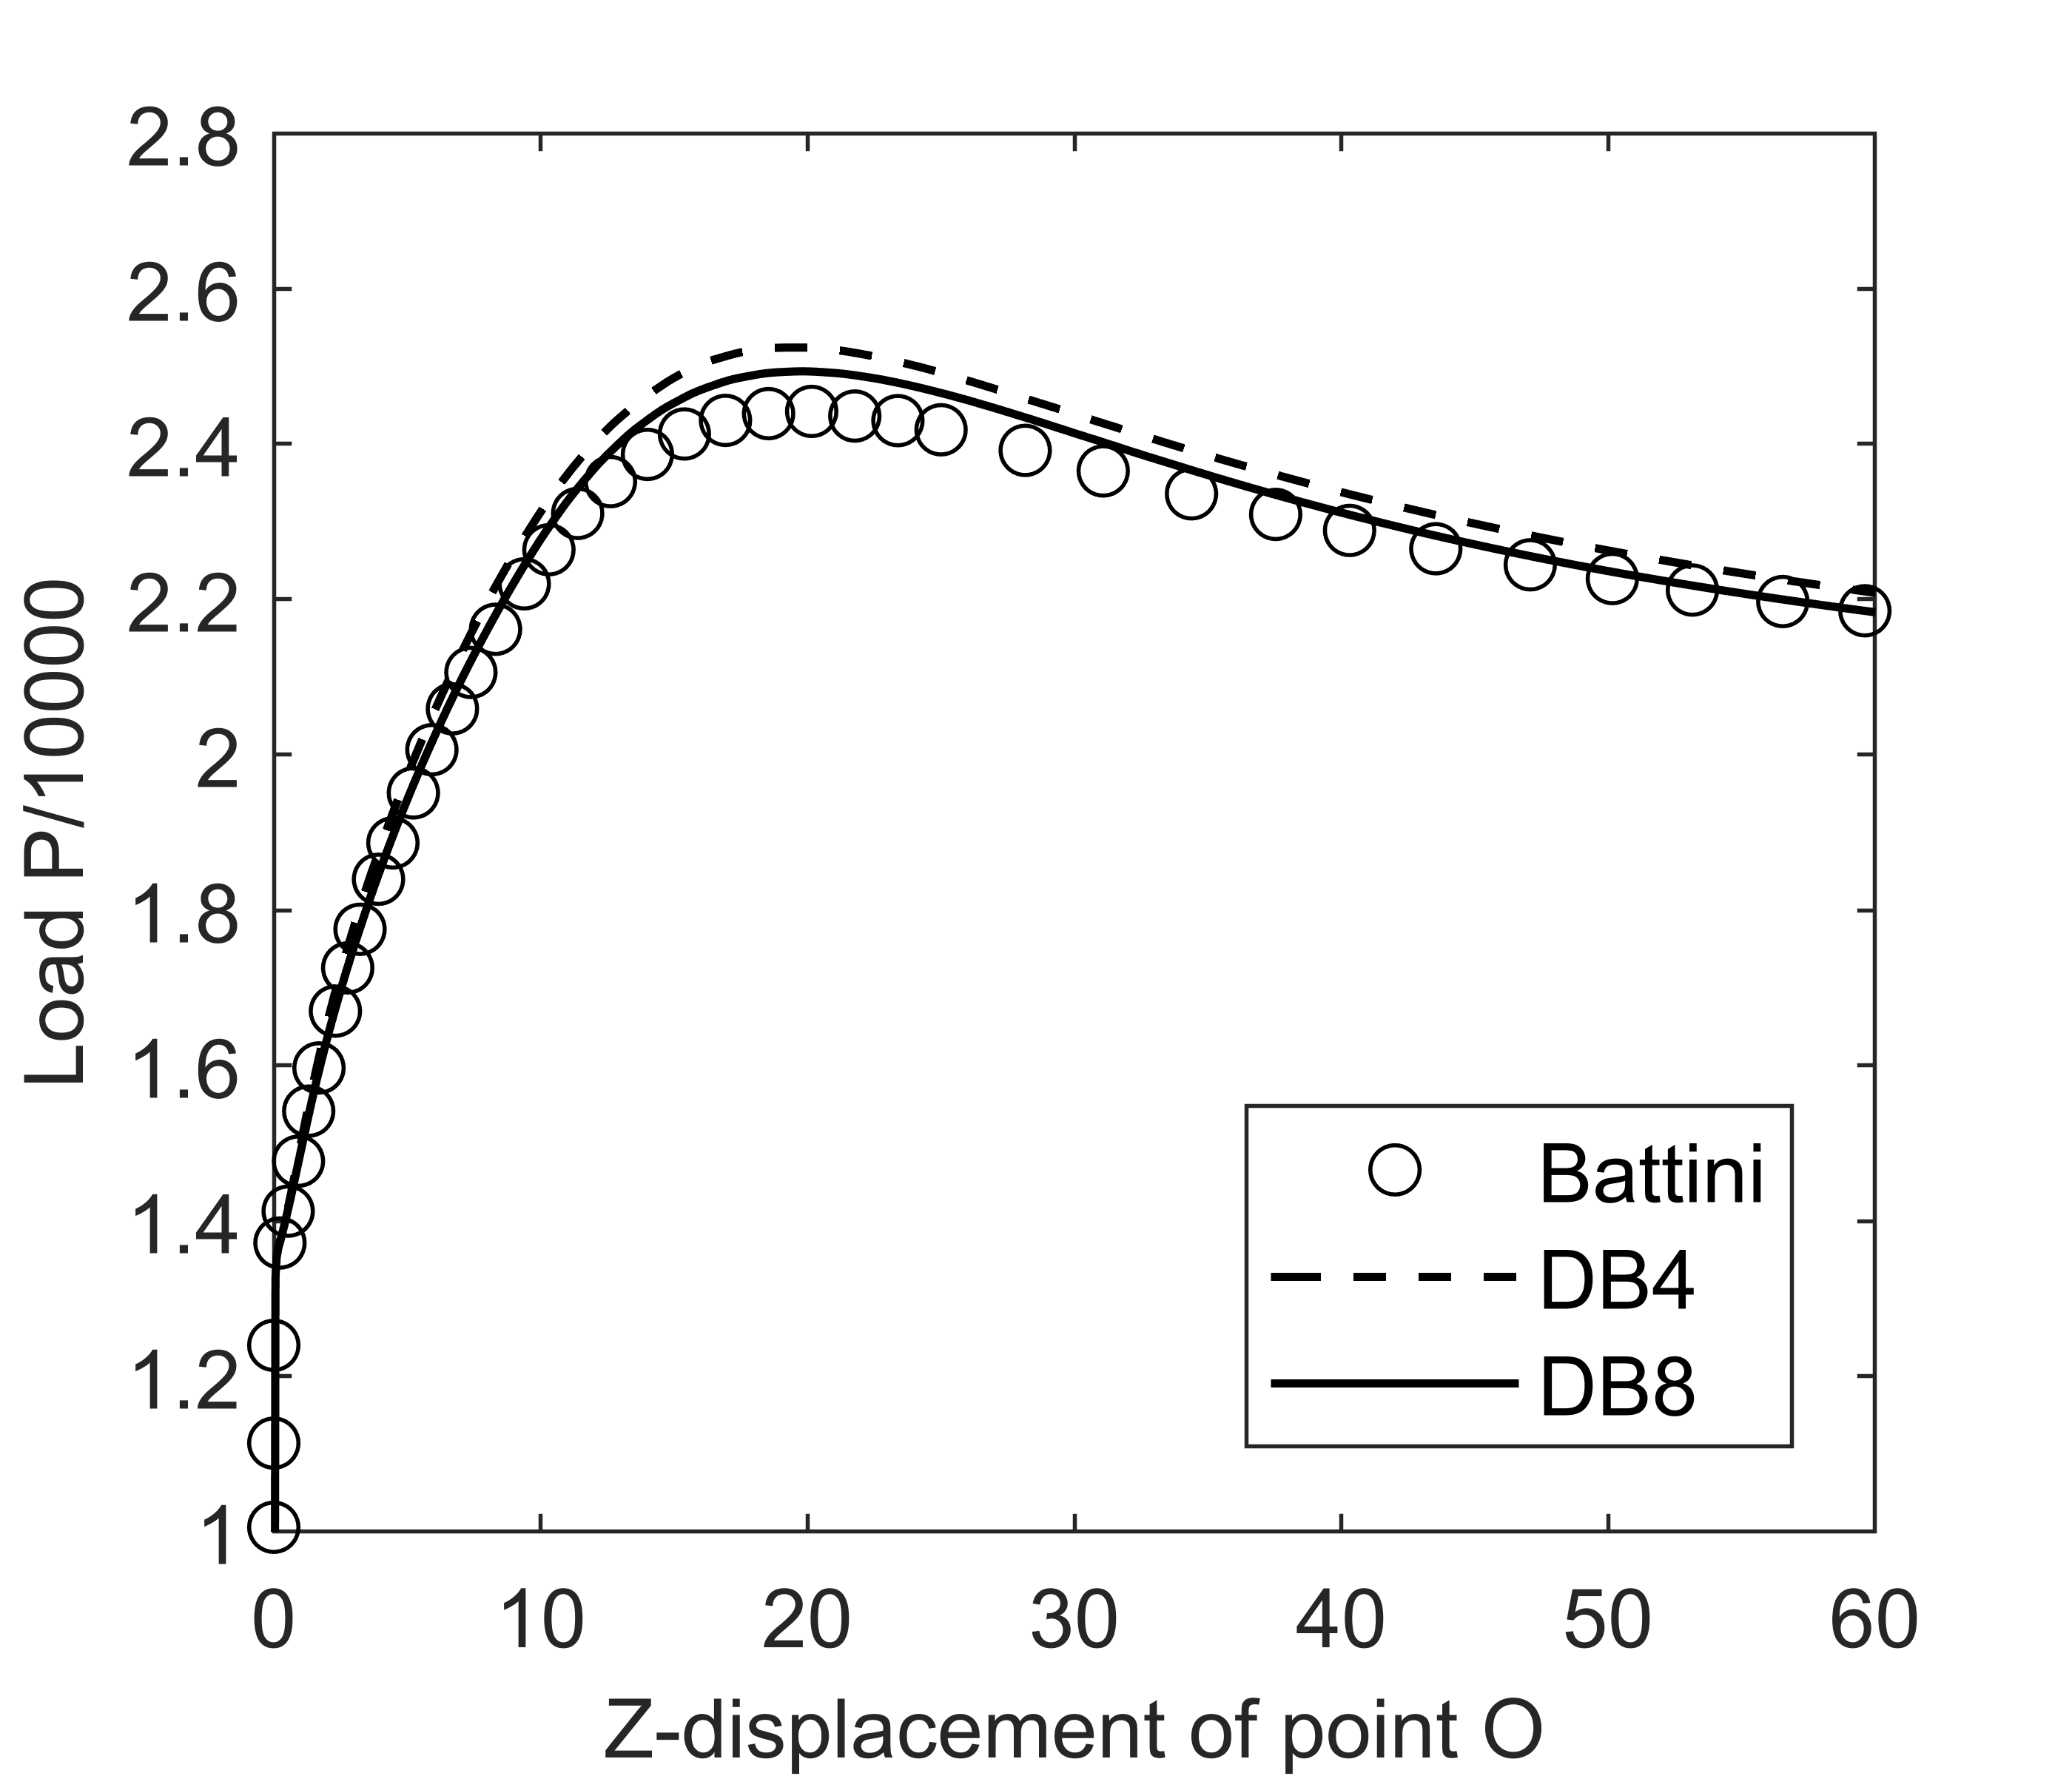 2.8
2.6
2.4
2.2
2
1.8
1.6
1.4
1.2
1
Load P/10000
0 10 20 30 40 50 60
Z-displacement of point O
Battini
DB4
DB8